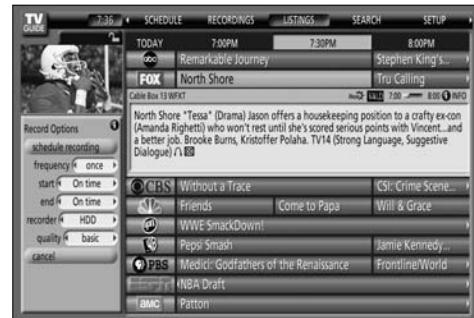 TV GUIDE 7:36 SCHEDULE RECORDINGS LISTINGS SEARCH SETUP
TODAY 7:00PM 7:30PM 8:00PM
abc Remarkable Journey Stephen King's...
FOX North Shore Tru Calling
Cable Box 13 WFXT 7:00 8:00 INFO
North Shore "Tessa" (Drama) Jason offers a housekeeping position to a crafty ex-con
(Amanda Righetti) who won't rest until she's scored serious points with Vincent...and
a better job. Brooke Burns, Kristoffer Polaha. TV14 (Strong Language, Suggestive
Dialogue)
Record Options
schedule recording
frequency once
start On time
end On time
recorder HDD
quality basic
cancel
CBS Without a Trace CSI: Crime Scene...
Friends Come to Papa Will & Grace
WWE SmackDown!
Pepsi Smash Jamie Kennedy...
PBS Medici: Godfathers of the Renaissance Frontline/World
NBA Draft
amc Patton